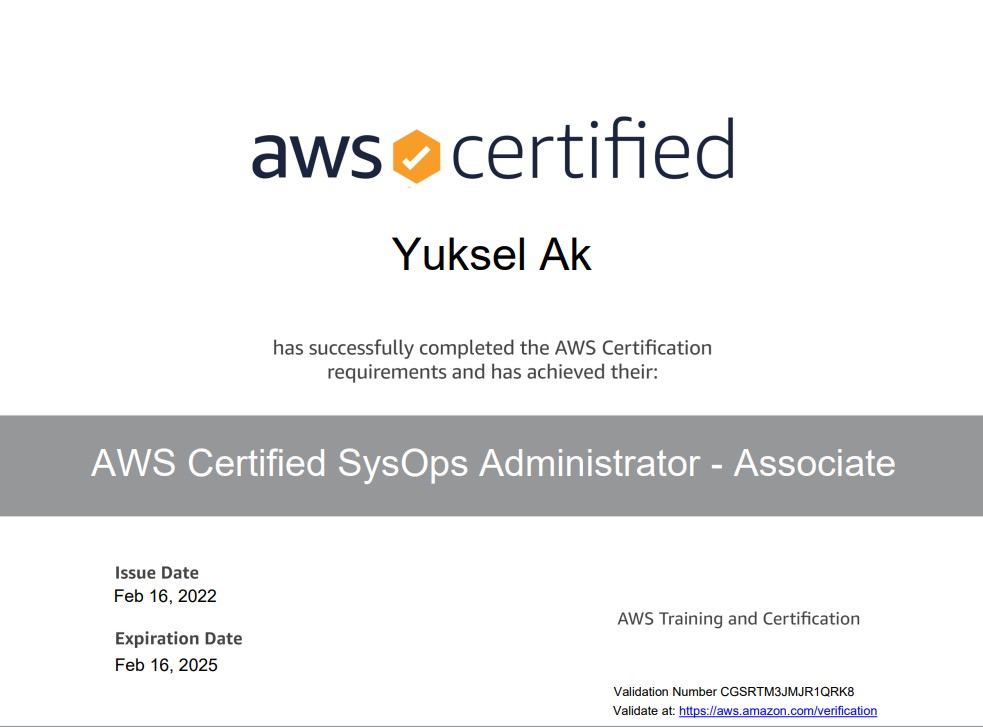 aws certified
Yuksel Ak
has successfully completed the AWS Certification
requirements and has achieved their:
AWS Certified SysOps Administrator - Associate
Issue Date
Feb 16, 2022
Expiration Date
Feb 16, 2025
AWS Training and Certification
Validation Number CGSRTM3JMJR1QRK8
Validate at: https://aws.amazon.com/verification